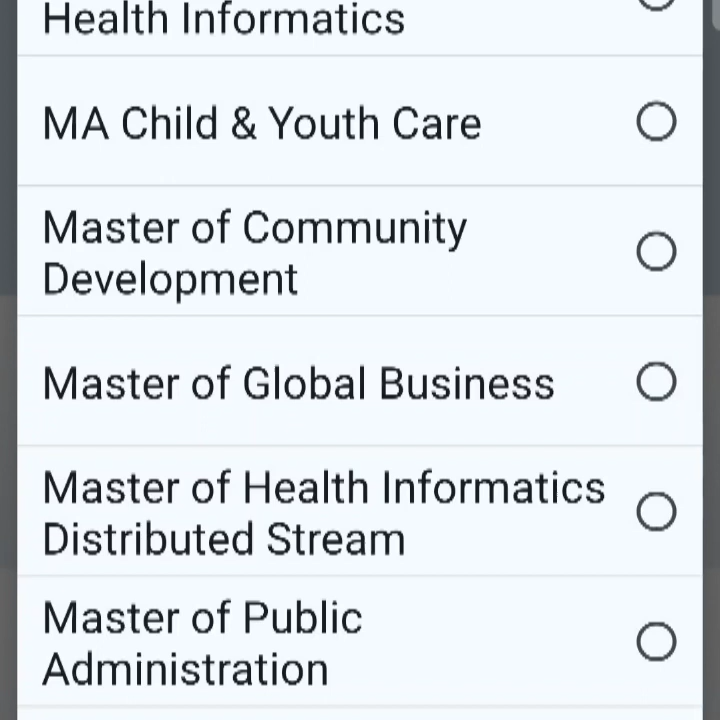 Health Informatics
MA Child & Youth Care
Master of Community
Development
Master of Global Business
Master of Health Informatics
Distributed Stream
Master of Public
Administration